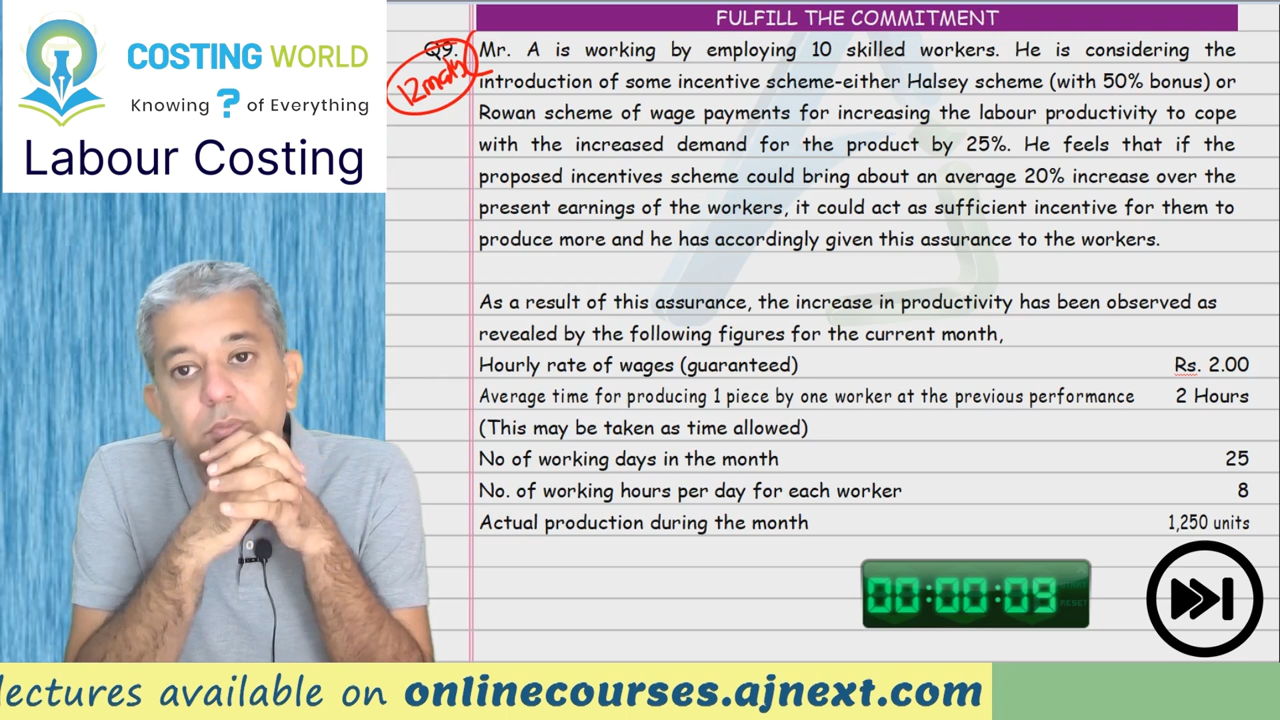 COSTING WORLD
Knowing ? of Everything
Labour Costing
FULFILL THE COMMITMENT
Q9.
12 marks
Mr. A is working by employing 10 skilled workers. He is considering the
introduction of some incentive scheme-either Halsey scheme (with 50% bonus) or
Rowan scheme of wage payments for increasing the labour productivity to cope
with the increased demand for the product by 25%. He feels that if the
proposed incentives scheme could bring about an average 20% increase over the
present earnings of the workers, it could act as sufficient incentive for them to
produce more and he has accordingly given this assurance to the workers.
As a result of this assurance, the increase in productivity has been observed as
revealed by the following figures for the current month,
Hourly rate of wages (guaranteed) Rs. 2.00
Average time for producing 1 piece by one worker at the previous performance 2 Hours
(This may be taken as time allowed)
No of working days in the month 25
No. of working hours per day for each worker 8
Actual production during the month 1,250 units
00:00:09
RESET
lectures available on onlinecourses.ajnext.com